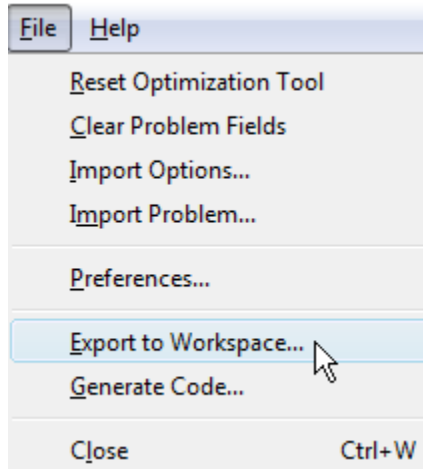 File Help
Reset Optimization Tool
Clear Problem Fields
Import Options...
Import Problem...
Preferences...
Export to Workspace...
Generate Code...
Close Ctrl+W